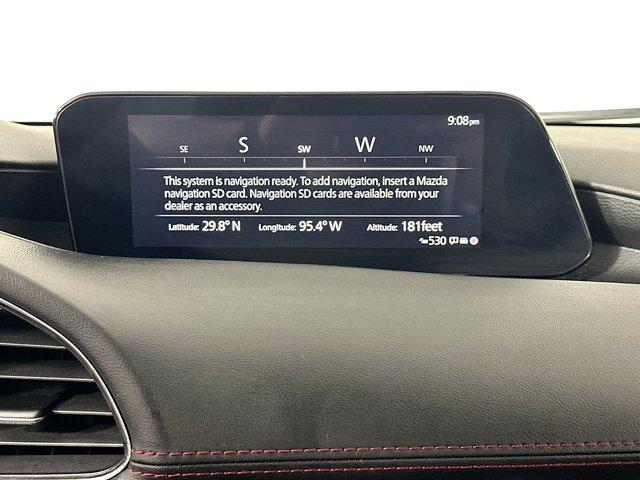 9:08pm
SE S SW W NW
This system is navigation ready. To add navigation, insert a Mazda
navigation SD card. Navigation SD cards are available from your
dealer as an accessory.
Latitude: 29.8° N Longitude: 95.4° W Altitude: 181feet
530